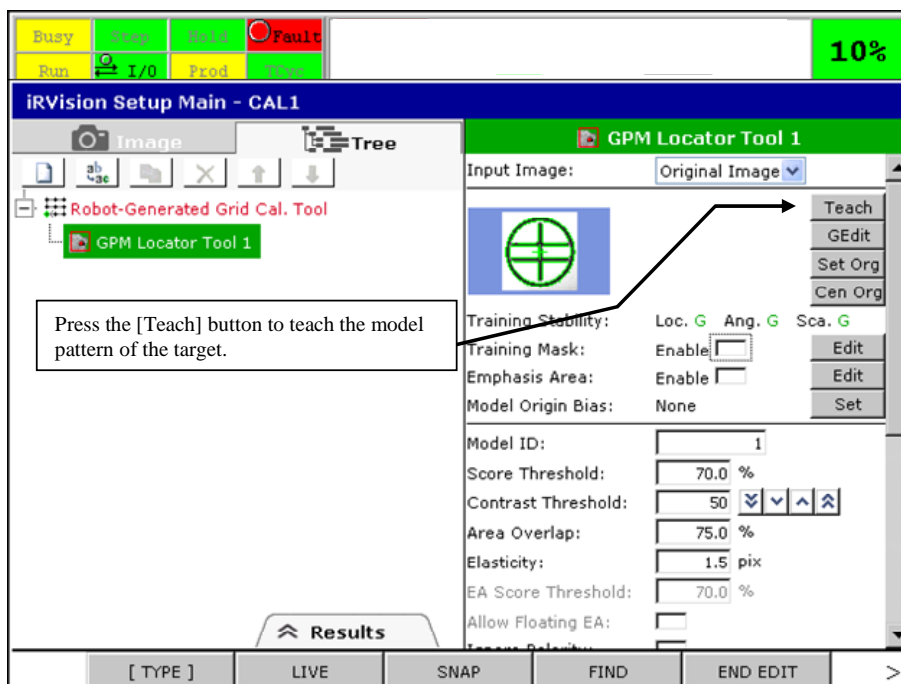 Busy Step Hold Fault
Run I/O Prod TCyc
10%
iRVision Setup Main - CAL1
Image Tree
GPM Locator Tool 1
Robot-Generated Grid Cal. Tool
GPM Locator Tool 1
Press the [Teach] button to teach the model
pattern of the target.
Input Image: Original Image
Teach
GEdit
Set Org
Cen Org
Training Stability: Loc. G Ang. G Sca. G
Training Mask: Enable Edit
Emphasis Area: Enable Edit
Model Origin Bias: None Set
Model ID: 1
Score Threshold: 70.0 %
Contrast Threshold: 50
Area Overlap: 75.0 %
Elasticity: 1.5 pix
EA Score Threshold: 70.0 %
Allow Floating EA:
Ignore Polarity:
Results
[ TYPE ] LIVE SNAP FIND END EDIT >